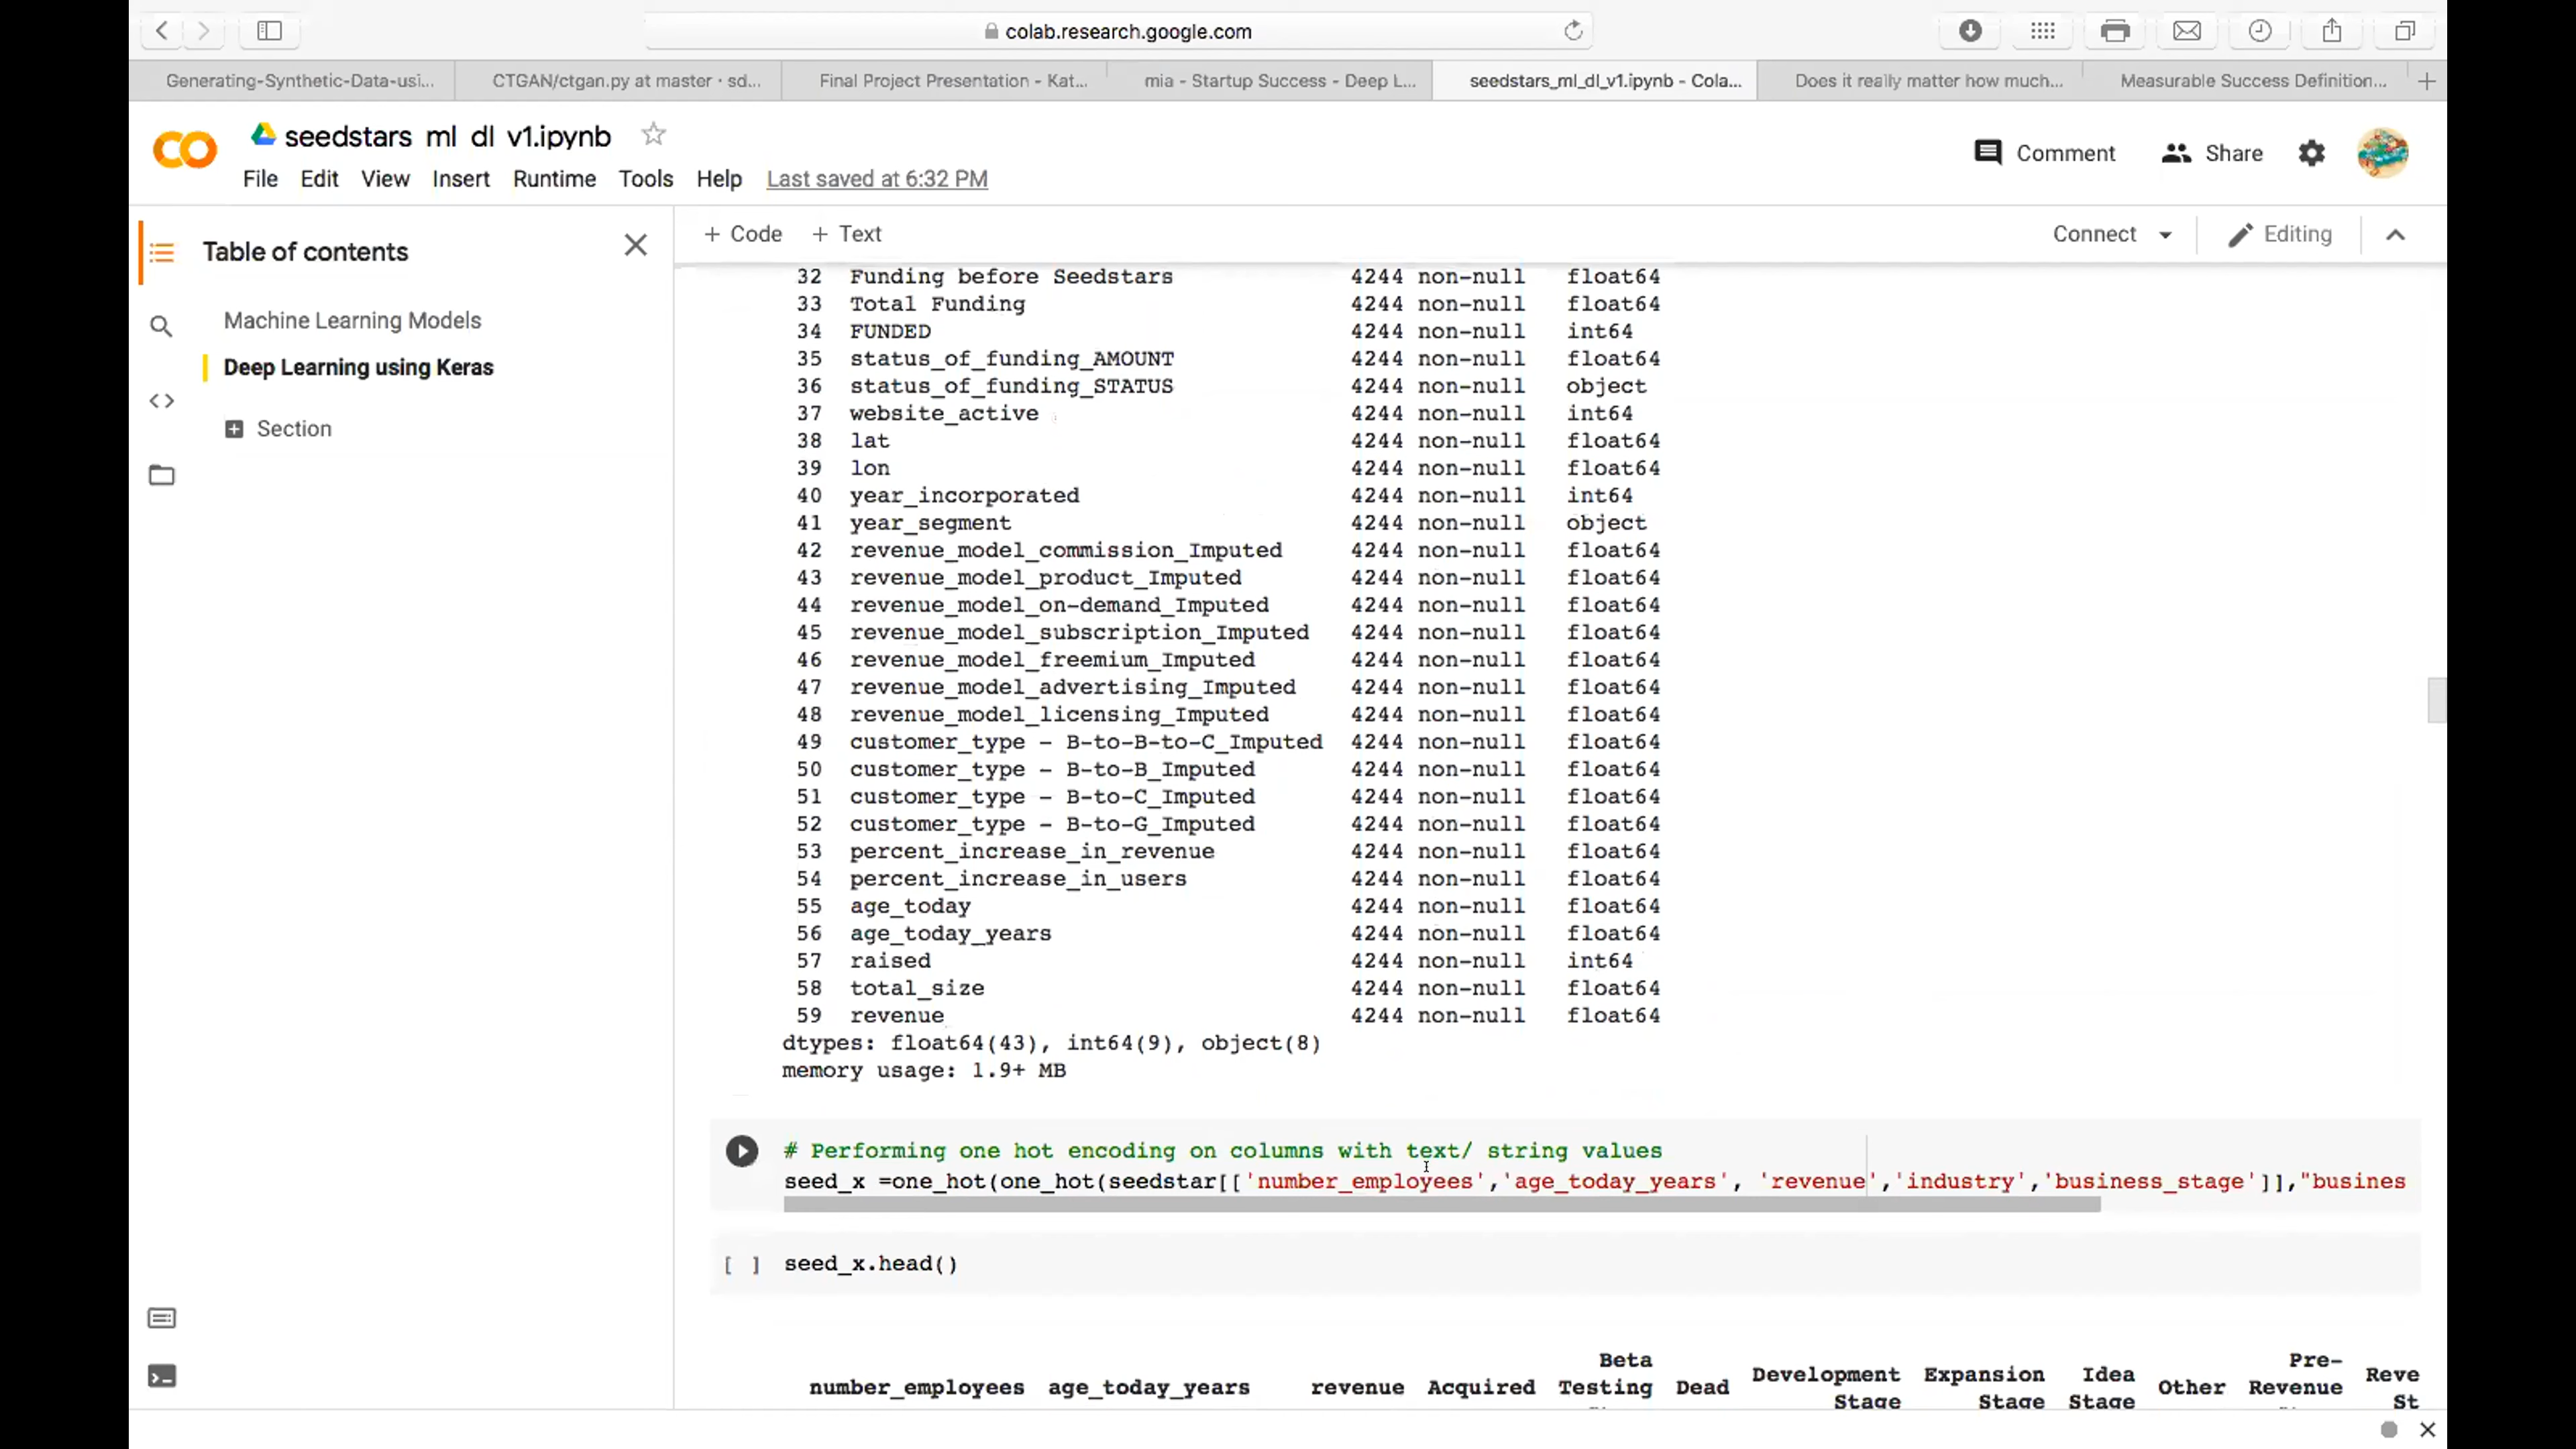 colab.research.google.com
Generating-Synthetic-Data-usi...
CTGAN/ctgan.py at master · sd...
Final Project Presentation - Kat...
mia - Startup Success - Deep L...
seedstars_ml_dl_v1.ipynb - Cola...
Does it really matter how much...
Measurable Success Definition...
seedstars_ml_dl_v1.ipynb
Comment
Share
File Edit View Insert Runtime Tools Help Last saved at 6:32 PM
Table of contents
+ Code + Text
Connect
Editing
Machine Learning Models
Deep Learning using Keras
Section
32 Funding before Seedstars 4244 non-null float64
33 Total Funding 4244 non-null float64
34 FUNDED 4244 non-null int64
35 status_of_funding_AMOUNT 4244 non-null float64
36 status_of_funding_STATUS 4244 non-null object
37 website_active 4244 non-null int64
38 lat 4244 non-null float64
39 lon 4244 non-null float64
40 year_incorporated 4244 non-null int64
41 year_segment 4244 non-null object
42 revenue_model_commission_Imputed 4244 non-null float64
43 revenue_model_product_Imputed 4244 non-null float64
44 revenue_model_on-demand_Imputed 4244 non-null float64
45 revenue_model_subscription_Imputed 4244 non-null float64
46 revenue_model_freemium_Imputed 4244 non-null float64
47 revenue_model_advertising_Imputed 4244 non-null float64
48 revenue_model_licensing_Imputed 4244 non-null float64
49 customer_type - B-to-B-to-C_Imputed 4244 non-null float64
50 customer_type - B-to-B_Imputed 4244 non-null float64
51 customer_type - B-to-C_Imputed 4244 non-null float64
52 customer_type - B-to-G_Imputed 4244 non-null float64
53 percent_increase_in_revenue 4244 non-null float64
54 percent_increase_in_users 4244 non-null float64
55 age_today 4244 non-null float64
56 age_today_years 4244 non-null float64
57 raised 4244 non-null int64
58 total_size 4244 non-null float64
59 revenue 4244 non-null float64
dtypes: float64(43), int64(9), object(8)
memory usage: 1.9+ MB
# Performing one hot encoding on columns with text/ string values
seed_x =one_hot(one_hot(seedstar[['number_employees','age_today_years', 'revenue','industry','business_stage']],"busines
[ ] seed_x.head()
number_employees age_today_years revenue Acquired Beta Testing Dead Development Stage Expansion Stage Idea Stage Other Pre-Revenue Reve St